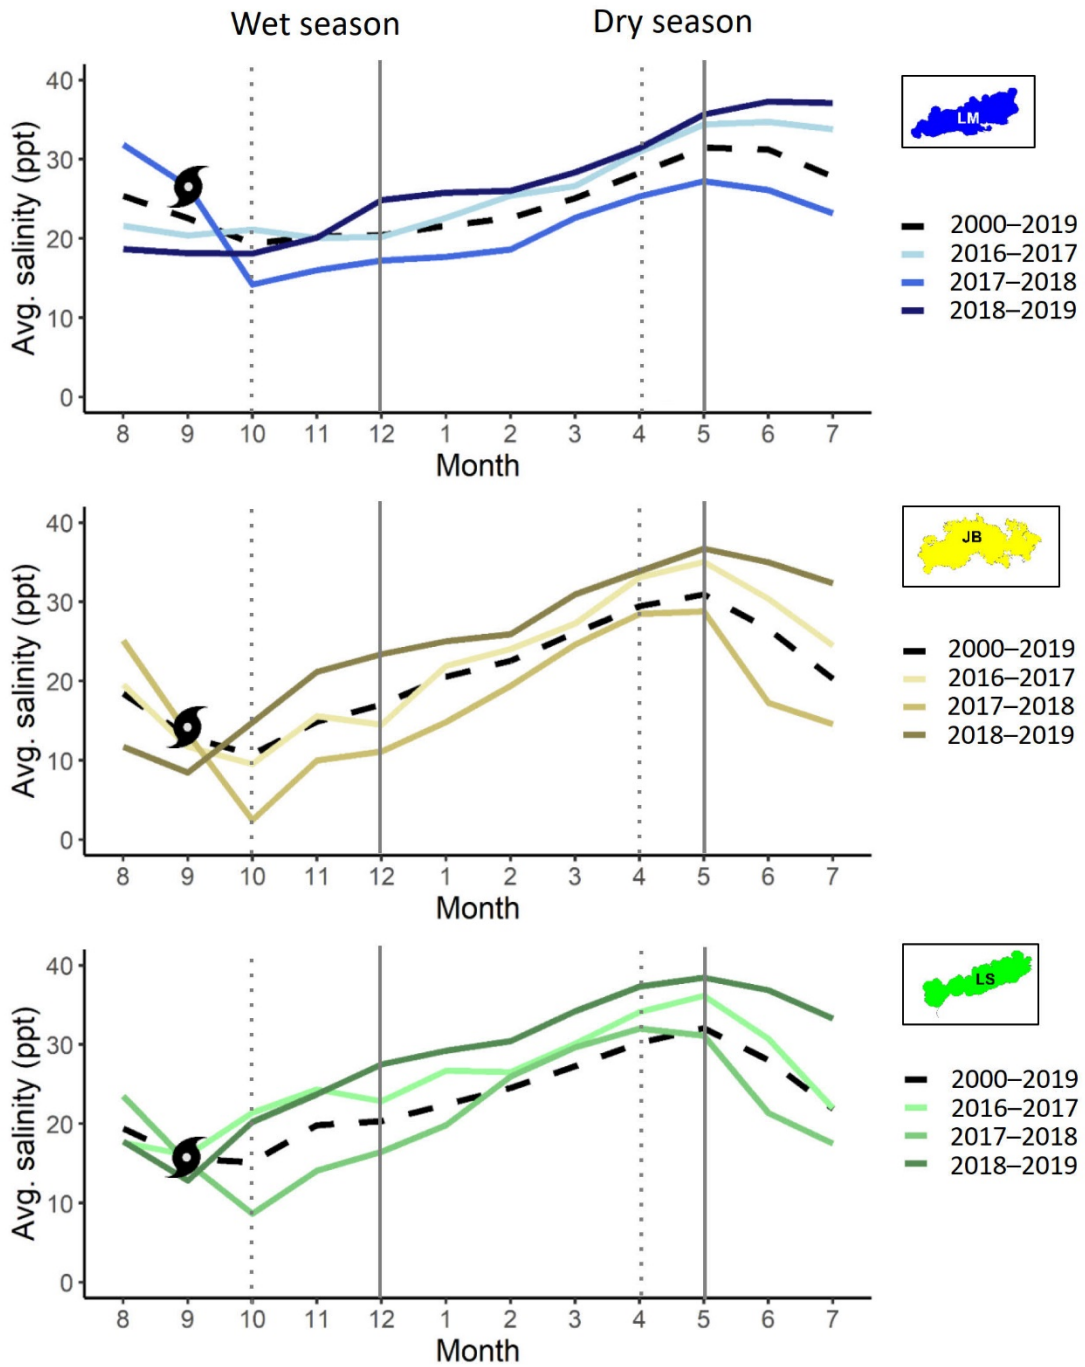 Wet season Dry season
Avg. salinity (ppt)
40
30
20
10
0
8 9 10 11 12 1 2 3 4 5 6 7
Month
LM
2000–2019
2016–2017
2017–2018
2018–2019
Avg. salinity (ppt)
40
30
20
10
0
8 9 10 11 12 1 2 3 4 5 6 7
Month
JB
2000–2019
2016–2017
2017–2018
2018–2019
Avg. salinity (ppt)
40
30
20
10
0
8 9 10 11 12 1 2 3 4 5 6 7
Month
LS
2000–2019
2016–2017
2017–2018
2018–2019